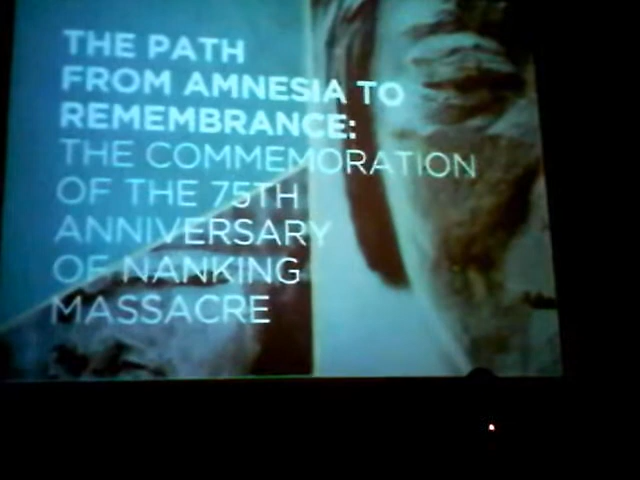 THE PATH
FROM AMNESIA TO
REMEMBRANCE:
THE COMMEMORATION
OF THE 75TH
ANNIVERSARY
OF NANKING
MASSACRE